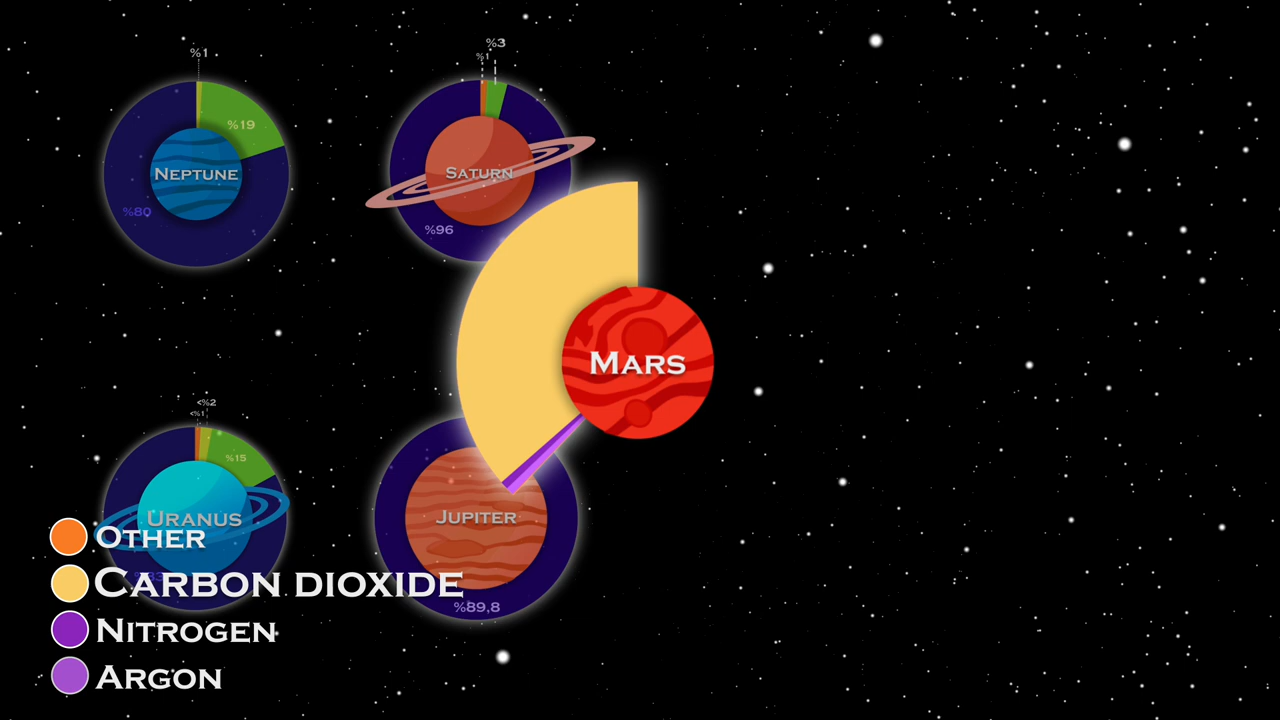 %1
%19
NEPTUNE
%80
%3
%1
SATURN
%96
MARS
<%2
<%1
%15
URANUS
JUPITER
%89,8
OTHER
CARBON DIOXIDE
NITROGEN
ARGON